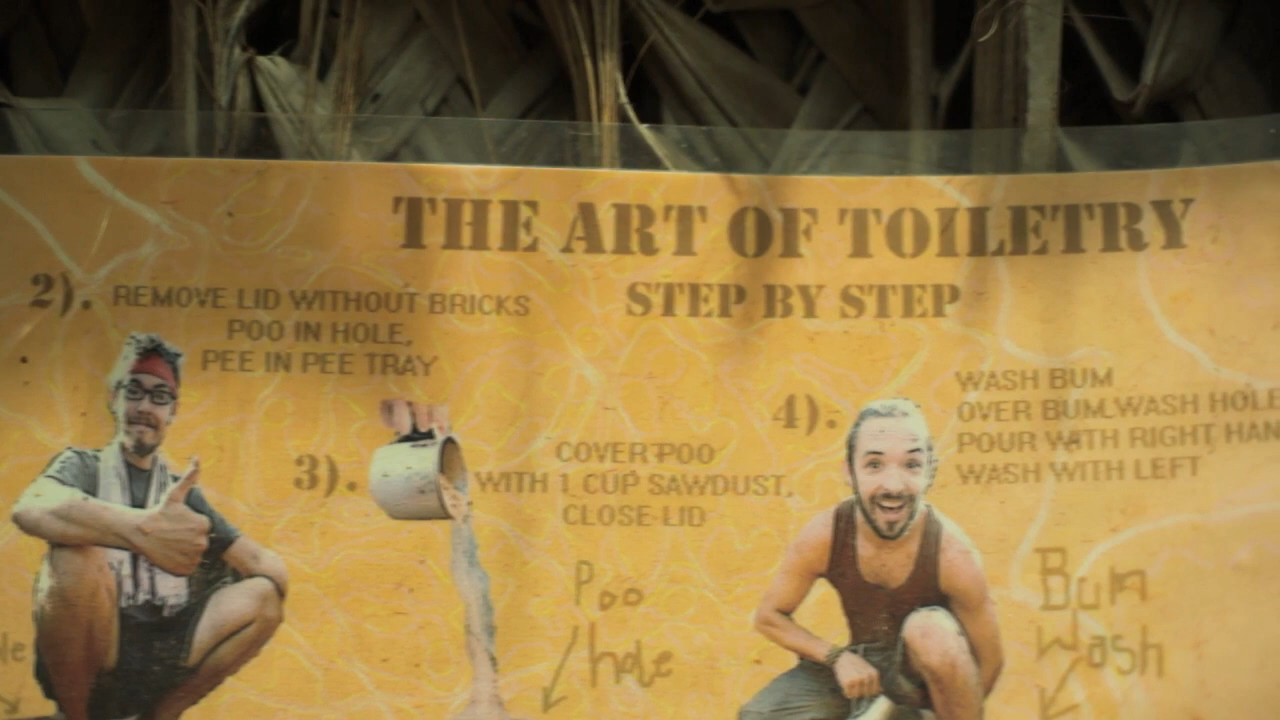 THE ART OF TOILETRY
STEP BY STEP
2). REMOVE LID WITHOUT BRICKS
POO IN HOLE,
PEE IN PEE TRAY
3).
COVER POO
WITH 1 CUP SAWDUST,
CLOSE LID
Poo
hole
4).
WASH BUM
OVER BUM WASH HOLE
POUR WITH RIGHT HAN
WASH WITH LEFT
Bum
Wash